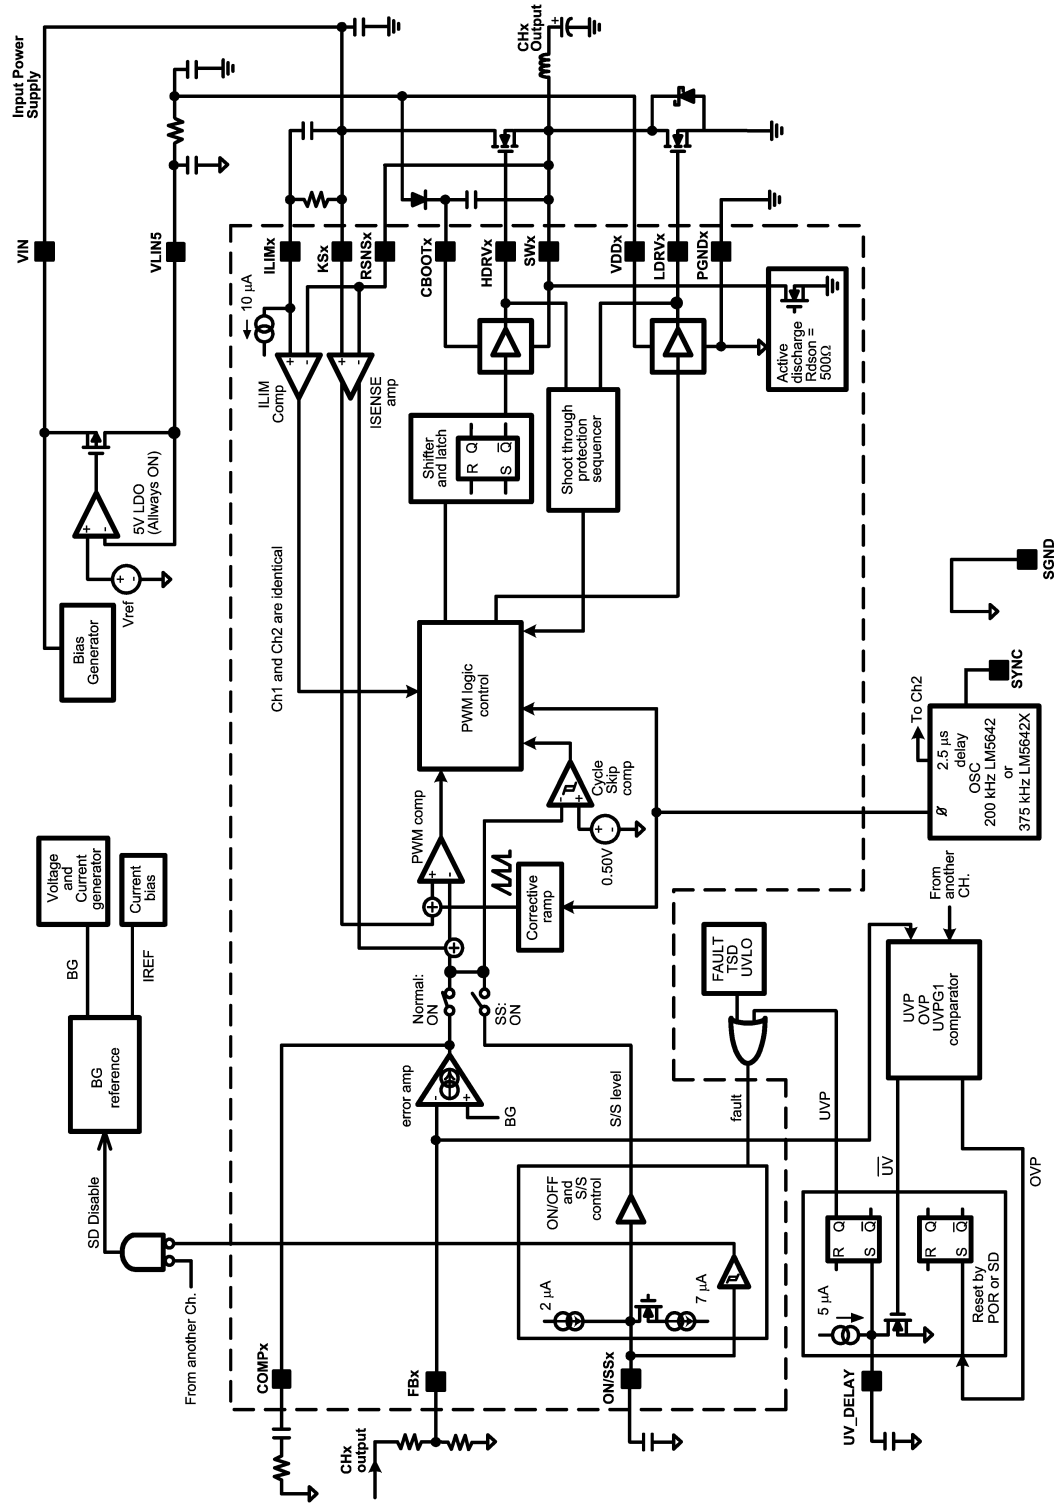 Input Power
Supply
VIN
VLIN5
5V LDO
(Allways ON)
+
-
Vref
+
-
Bias
Generator
Voltage
and
Current
generator
Current
bias
BG
IREF
BG
reference
SD Disable
From another Ch.
CHx
Output
+
ILIMx
KSx
RSNSx
CBOOTx
HDRVx
SWx
VDDx
LDRVx
PGNDx
10 µA
+
-
ILIM
Comp
+
-
ISENSE
amp
Shifter
and latch
R Q
S Q
Shoot through
protection
sequencer
Active
discharge
Rdson =
500Ω
Ch1 and Ch2 are identical
PWM logic
control
PWM comp
+
-
Cycle
Skip
comp
-
+
0.50V
+
-
Corrective
ramp
Normal:
ON
SS:
ON
error amp
-
+
BG
S/S level
fault
FAULT
TSD
UVLO
ON/OFF
and
S/S
control
2 µA
7 µA
COMPx
FBx
ON/SSx
CHx
output
SGND
SYNC
To Ch2
2.5 µs
delay
OSC
200 kHz LM5642
or
375 kHz LM5642X
Ø
From
another
CH.
UVP
OVP
UVPG1
comparator
UVP
UV
OVP
R Q
S Q
R Q
S Q
5 µA
Reset by
POR or SD
UV_DELAY